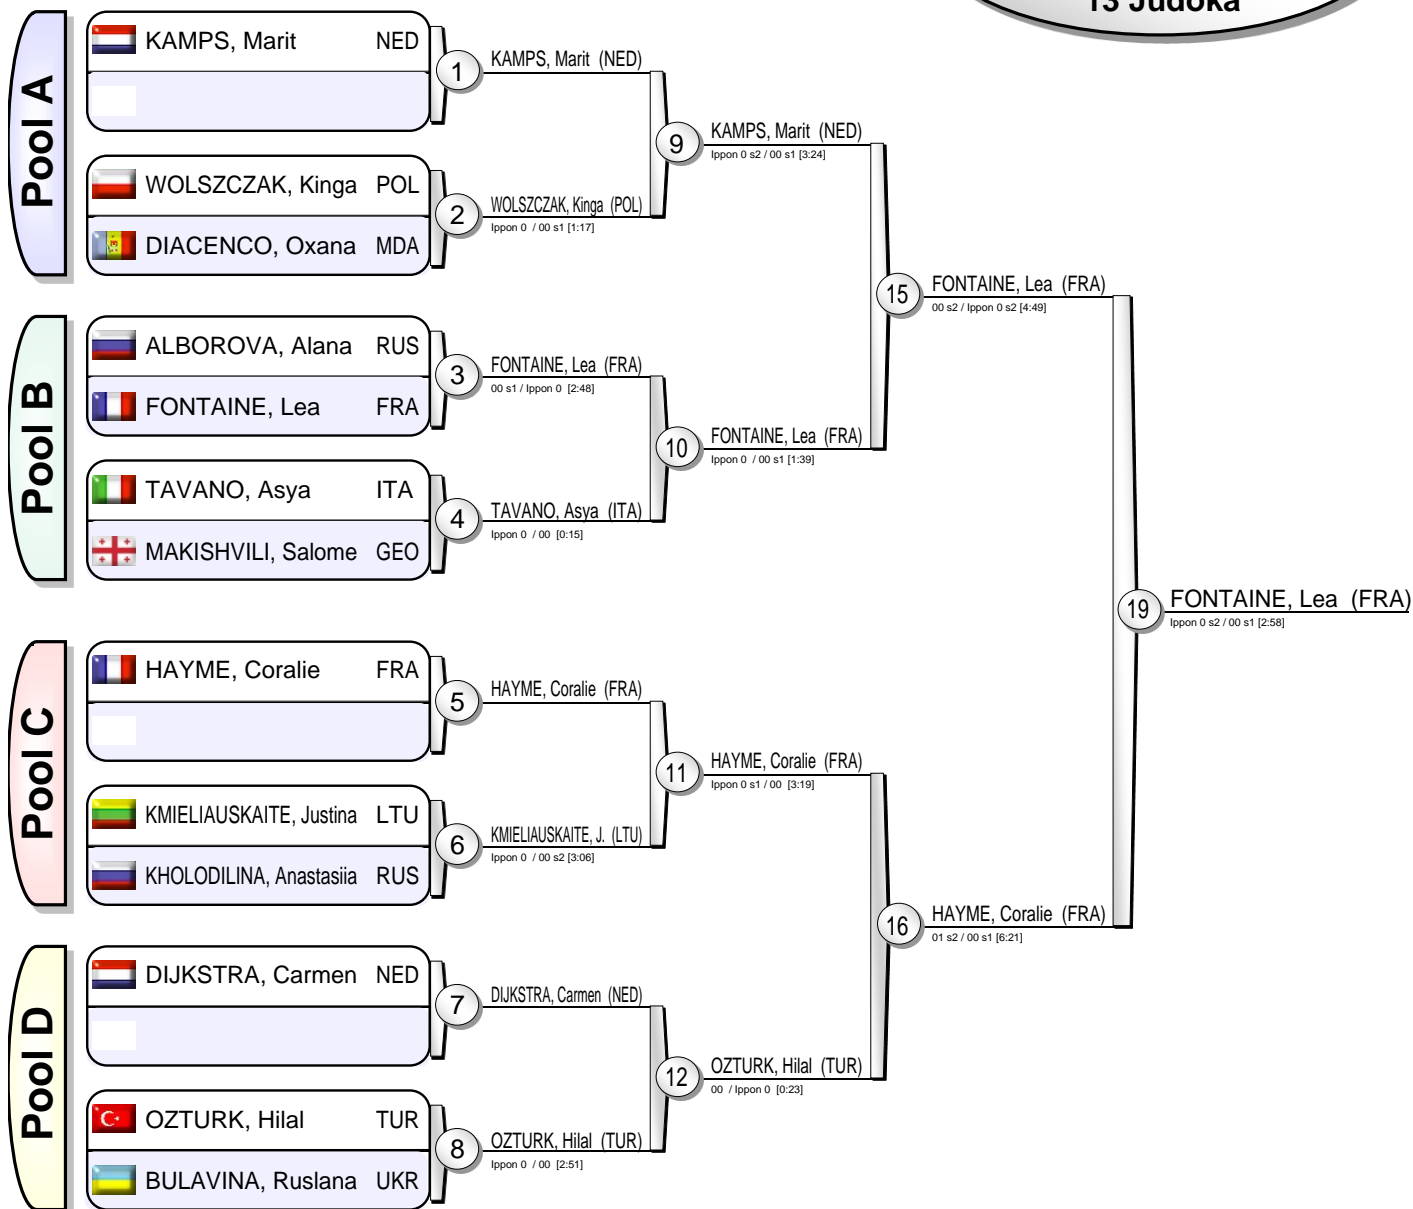 13 Judoka
Pool A
KAMPS, Marit NED
1
KAMPS, Marit (NED)
WOLSZCZAK, Kinga POL
DIACENCO, Oxana MDA
2
WOLSZCZAK, Kinga (POL)
Ippon 0 / 00 s1 [1:17]
9
KAMPS, Marit (NED)
Ippon 0 s2 / 00 s1 [3:24]
Pool B
ALBOROVA, Alana RUS
FONTAINE, Lea FRA
3
FONTAINE, Lea (FRA)
00 s1 / Ippon 0 [2:48]
TAVANO, Asya ITA
MAKISHVILI, Salome GEO
4
TAVANO, Asya (ITA)
Ippon 0 / 00 [0:15]
10
FONTAINE, Lea (FRA)
Ippon 0 / 00 s1 [1:39]
15
FONTAINE, Lea (FRA)
00 s2 / Ippon 0 s2 [4:49]
Pool C
HAYME, Coralie FRA
5
HAYME, Coralie (FRA)
KMIELIAUSKAITE, Justina LTU
KHOLODILINA, Anastasiia RUS
6
KMIELIAUSKAITE, J. (LTU)
Ippon 0 / 00 s2 [3:06]
11
HAYME, Coralie (FRA)
Ippon 0 s1 / 00 [3:19]
Pool D
DIJKSTRA, Carmen NED
7
DIJKSTRA, Carmen (NED)
OZTURK, Hilal TUR
BULAVINA, Ruslana UKR
8
OZTURK, Hilal (TUR)
Ippon 0 / 00 [2:51]
12
OZTURK, Hilal (TUR)
00 / Ippon 0 [0:23]
16
HAYME, Coralie (FRA)
01 s2 / 00 s1 [6:21]
19
FONTAINE, Lea (FRA)
Ippon 0 s2 / 00 s1 [2:58]